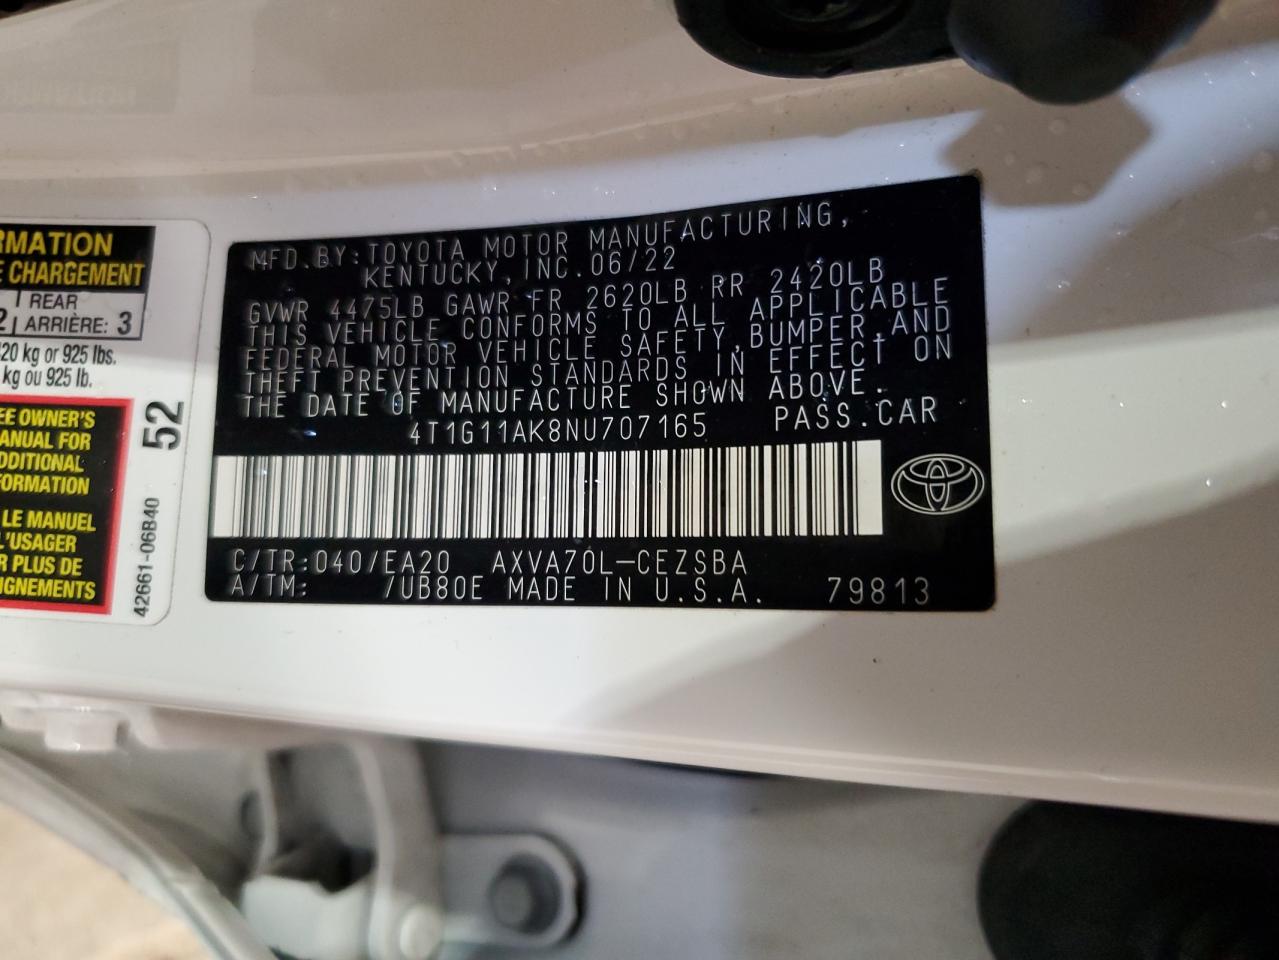 RMATION
E CHARGEMENT
2 REAR
ARRIÈRE: 3
420 kg or 925 lbs.
kg ou 925 lb.
EE OWNER'S
MANUAL FOR
DDITIONAL
FORMATION
LE MANUEL
L'USAGER
R PLUS DE
IGNEMENTS
52
42661-06B40
MFD.BY:TOYOTA MOTOR MANUFACTURING,
KENTUCKY,INC.06/22
GVWR 4475LB GAWR FR 2620LB RR 2420LB
THIS VEHICLE CONFORMS TO ALL APPLICABLE
FEDERAL MOTOR VEHICLE SAFETY,BUMPER,AND
THEFT PREVENTION STANDARDS IN EFFECT ON
THE DATE OF MANUFACTURE SHOWN ABOVE.
4T1G11AK8NU707165 PASS.CAR
C/TR:040/EA20 AXVA70L-CEZSBA
A/TM: /UB80E MADE IN U.S.A. 79813